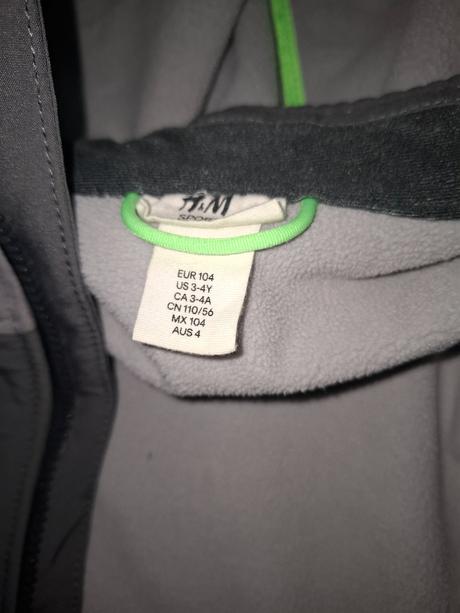 H&M
EUR 104
US 3-4Y
CA 3-4A
CN 110/56
MX 104
AUS 4